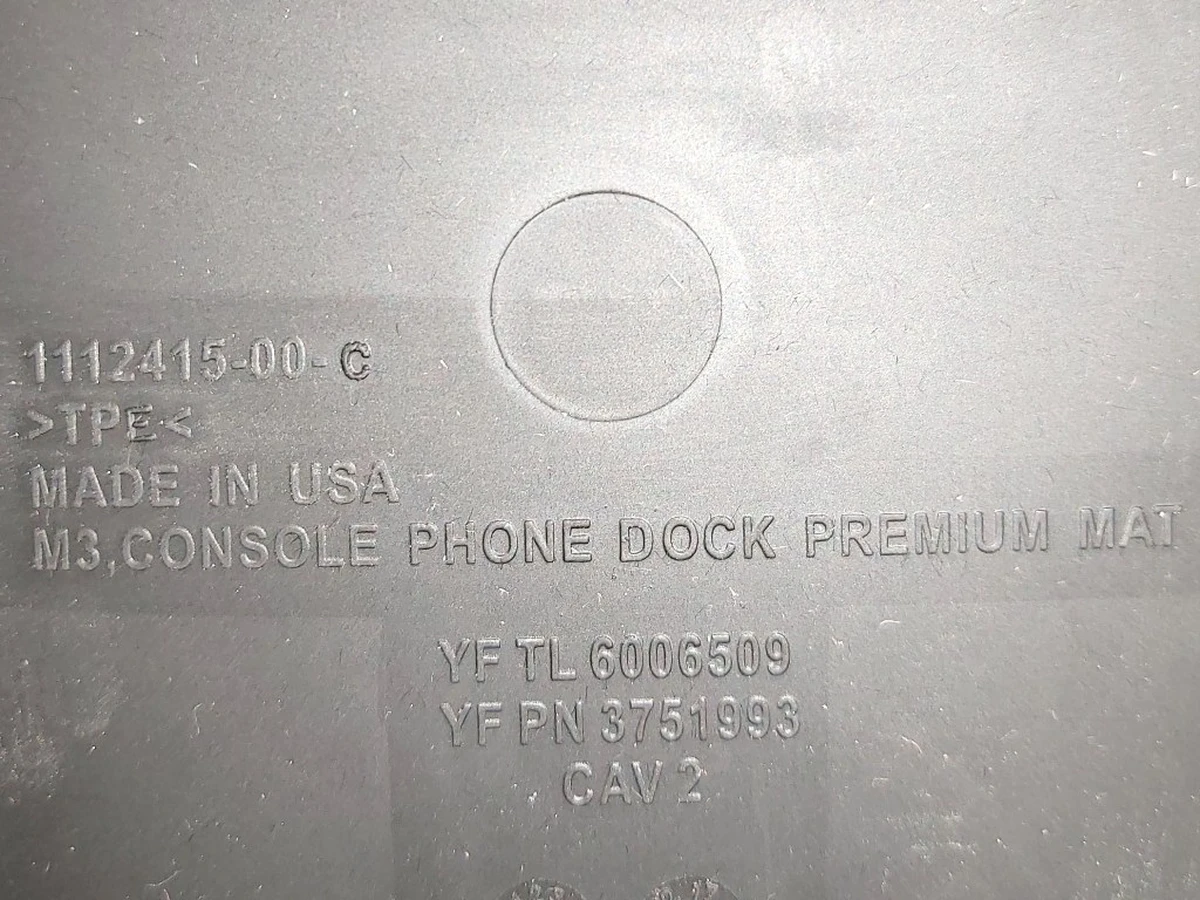 1112415-00-C
>TPE<
MADE IN USA
M3,CONSOLE PHONE DOCK PREMIUM MAT
YF TL 6006509
YF PN 3751993
CAV 2